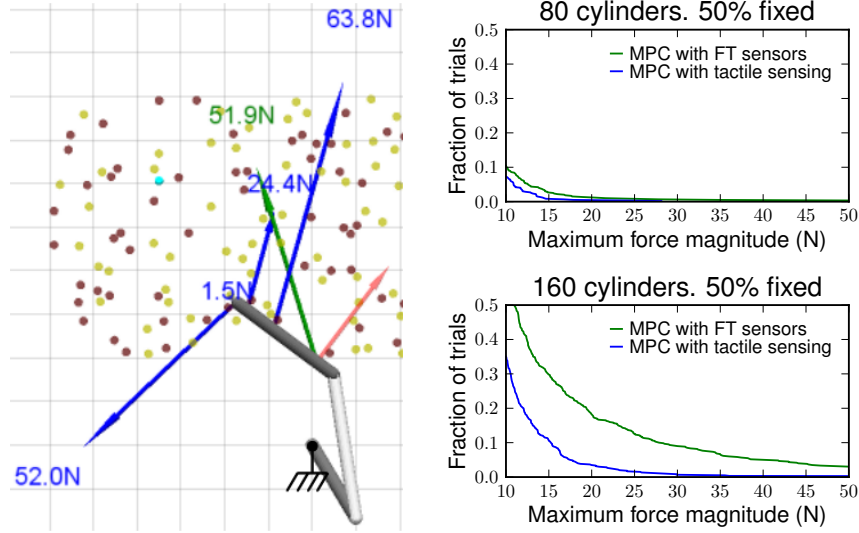 63.8N
51.9N
24.4N
1.5N
52.0N
80 cylinders. 50% fixed
MPC with FT sensors
MPC with tactile sensing
Fraction of trials
0.5
0.4
0.3
0.2
0.1
0.0
10 15 20 25 30 35 40 45 50
Maximum force magnitude (N)
160 cylinders. 50% fixed
MPC with FT sensors
MPC with tactile sensing
Fraction of trials
0.5
0.4
0.3
0.2
0.1
0.0
10 15 20 25 30 35 40 45 50
Maximum force magnitude (N)